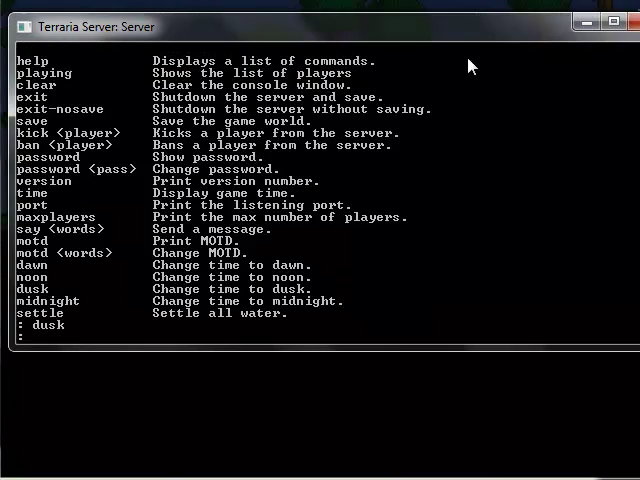 Terraria Server: Server
help Displays a list of commands.
playing Shows the list of players
clear Clear the console window.
exit Shutdown the server and save.
exit-nosave Shutdown the server without saving.
save Save the game world.
kick <player> Kicks a player from the server.
ban <player> Bans a player from the server.
password Show password.
password <pass> Change password.
version Print version number.
time Display game time.
port Print the listening port.
maxplayers Print the max number of players.
say <words> Send a message.
motd Print MOTD.
motd <words> Change MOTD.
dawn Change time to dawn.
noon Change time to noon.
dusk Change time to dusk.
midnight Change time to midnight.
settle Settle all water.
: dusk
: